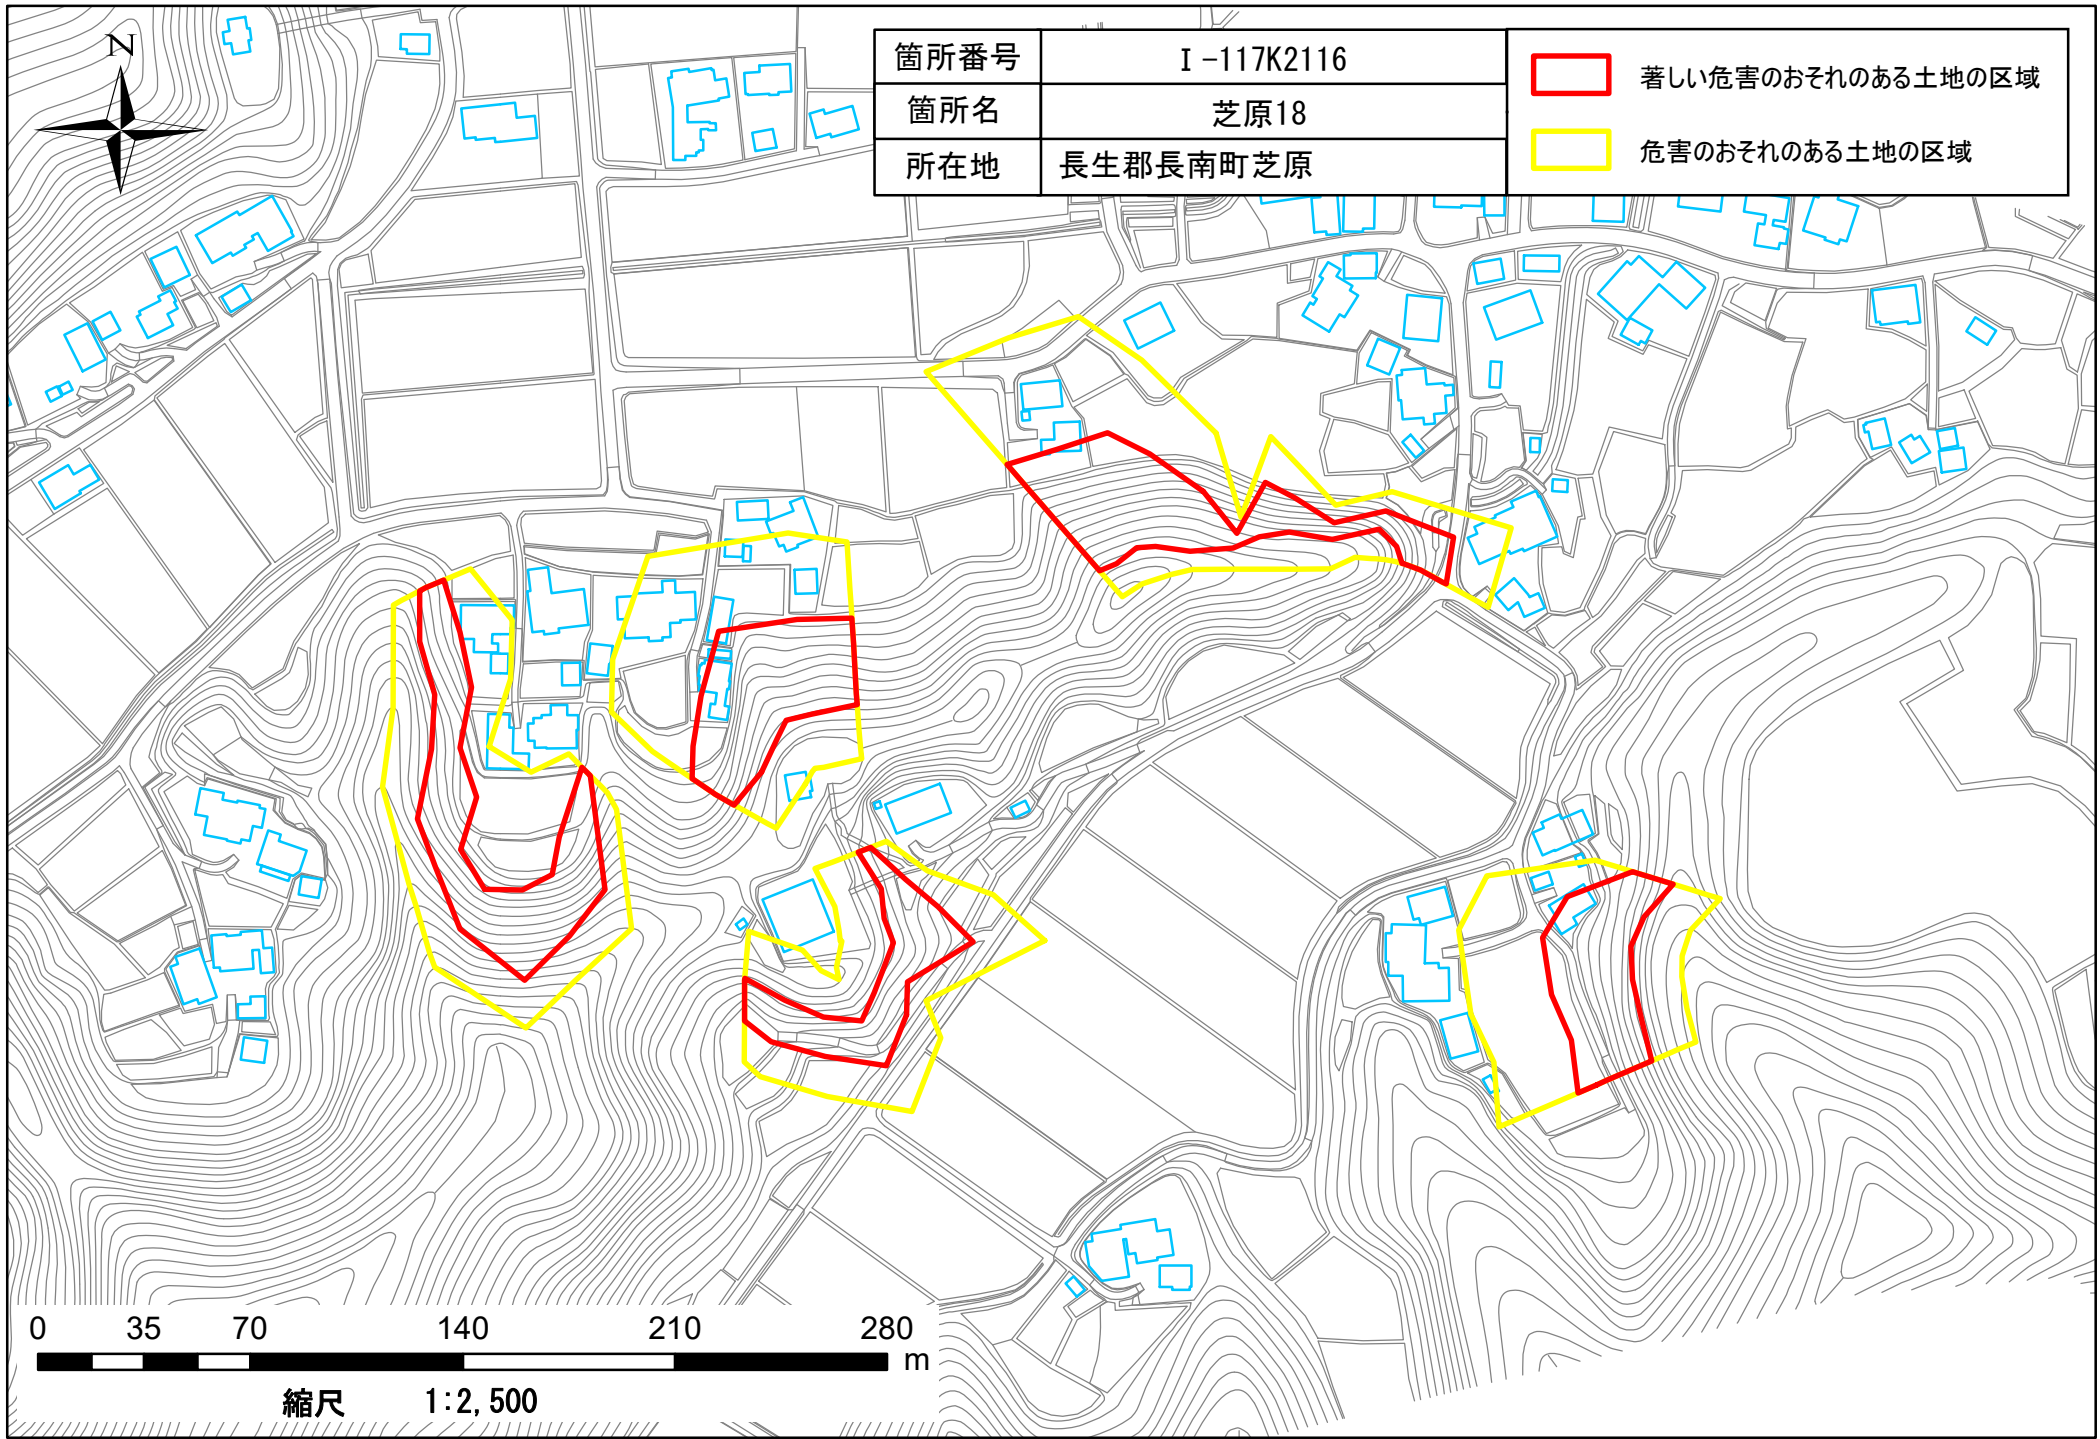 N
箇所番号 Ⅰ-117K2116
箇所名 芝原18
所在地 長生郡長南町芝原
著しい危害のおそれのある土地の区域
危害のおそれのある土地の区域
0 35 70 140 210 280
m
縮尺 1:2,500